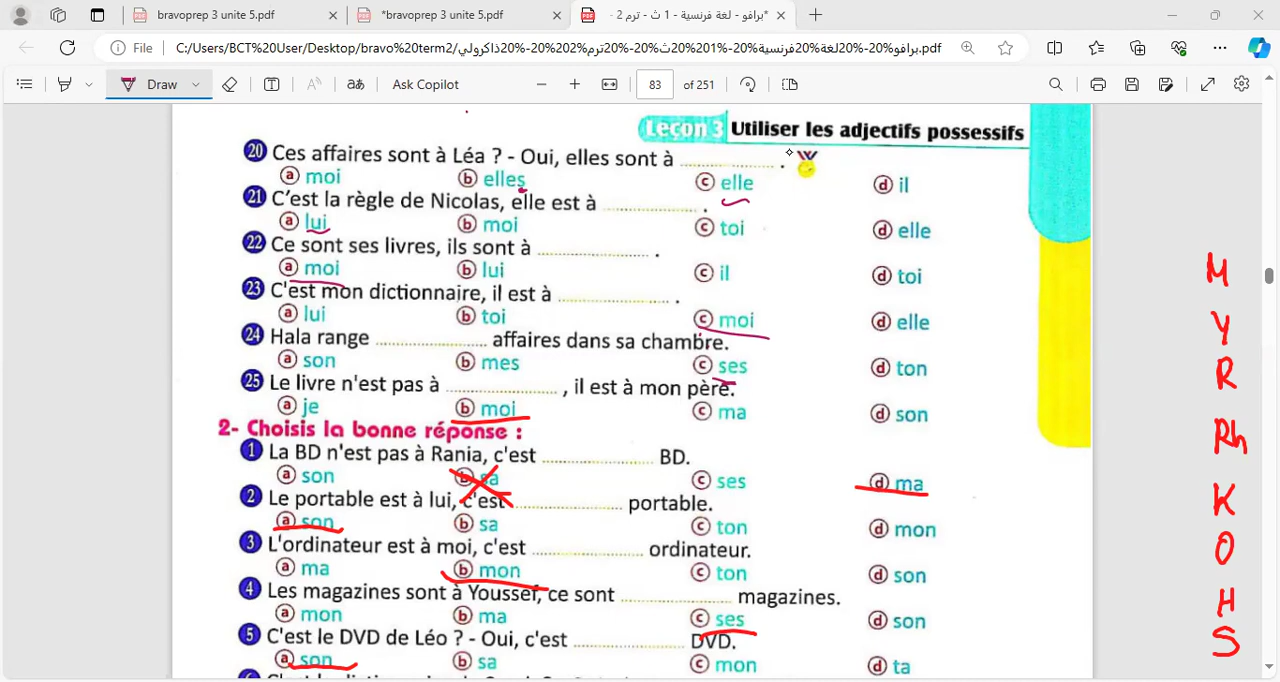 bravoprep 3 unite 5.pdf
*bravoprep 3 unite 5.pdf
*برافو - لغة فرنسية - 1 ث - ترم 2 -
File
C:/Users/BCT%20User/Desktop/bravo%20term2/برافو%20-%20لغة%20فرنسية%20-%201%20ث%20-%20ترم%202%20-%20ذاكرولي.pdf
Draw
aあ
Ask Copilot
83 of 251
Leçon 3 Utiliser les adjectifs possessifs
20 Ces affaires sont à Léa ? - Oui, elles sont à .................... .
a moi b elles c elle d il
21 C'est la règle de Nicolas, elle est à .................... .
a lui b moi c toi d elle
22 Ce sont ses livres, ils sont à .................... .
a moi b lui c il d toi
23 C'est mon dictionnaire, il est à .................... .
a lui b toi c moi d elle
24 Hala range .................... affaires dans sa chambre.
a son b mes c ses d ton
25 Le livre n'est pas à .................... , il est à mon père.
a je b moi c ma d son
2- Choisis la bonne réponse :
1 La BD n'est pas à Rania, c'est .................... BD.
a son b sa c ses d ma
2 Le portable est à lui, c'est .................... portable.
a son b sa c ton d mon
3 L'ordinateur est à moi, c'est .................... ordinateur.
a ma b mon c ton d son
4 Les magazines sont à Youssef, ce sont .................... magazines.
a mon b ma c ses d son
5 C'est le DVD de Léo ? - Oui, c'est .................... DVD.
a son b sa c mon d ta
M
Y
R
Rh
K
O
H
S